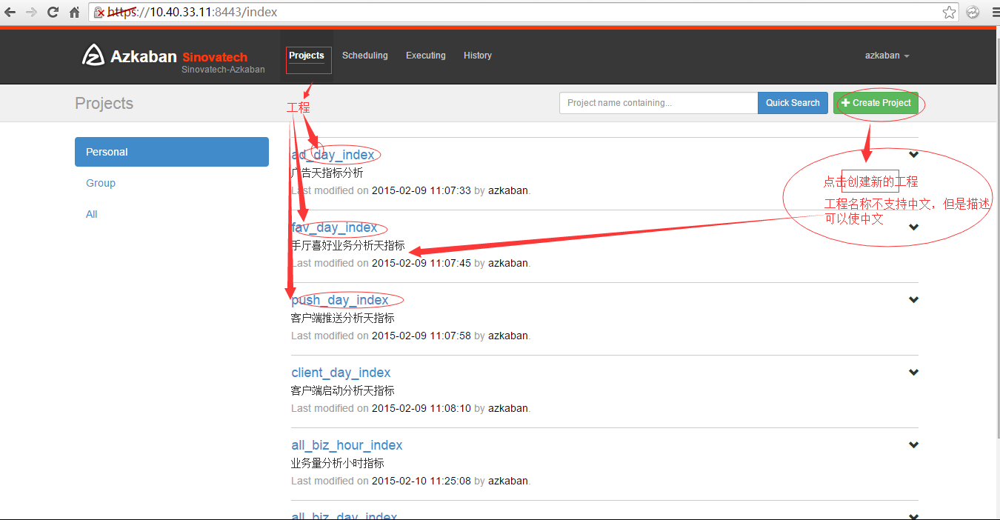 https://10.40.33.11:8443/index
Azkaban Sinovatech
Sinovatech-Azkaban
Projects Scheduling Executing History
azkaban
Projects
工程
Project name containing...
Quick Search
Create Project
Personal
Group
All
ad_day_index
广告天指标分析
Last modified on 2015-02-09 11:07:33 by azkaban.
点击创建新的工程
工程名称不支持中文，但是描述
可以使中文
fav_day_index
手厅喜好业务分析天指标
Last modified on 2015-02-09 11:07:45 by azkaban.
push_day_index
客户端推送分析天指标
Last modified on 2015-02-09 11:07:58 by azkaban.
client_day_index
客户端启动分析天指标
Last modified on 2015-02-09 11:08:10 by azkaban.
all_biz_hour_index
业务量分析小时指标
Last modified on 2015-02-10 11:25:08 by azkaban.
all_biz_day_index